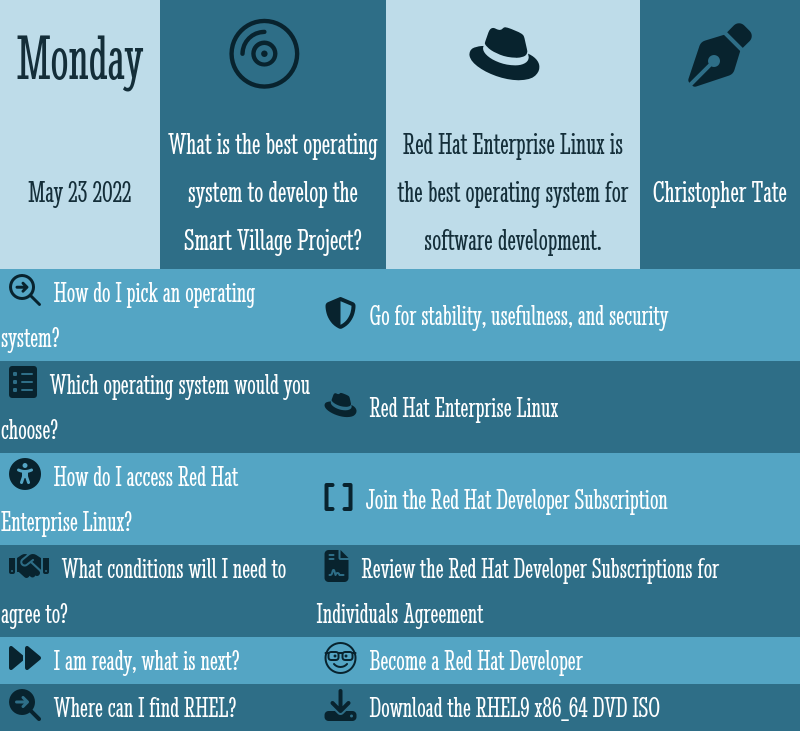 Monday
May 23 2022
What is the best operating
system to develop the
Smart Village Project?
Red Hat Enterprise Linux is
the best operating system for
software development.
Christopher Tate
How do I pick an operating
system?
Go for stability, usefulness, and security
Which operating system would you
choose?
Red Hat Enterprise Linux
How do I access Red Hat
Enterprise Linux?
Join the Red Hat Developer Subscription
What conditions will I need to
agree to?
Review the Red Hat Developer Subscriptions for
Individuals Agreement
I am ready, what is next?
Become a Red Hat Developer
Where can I find RHEL?
Download the RHEL9 x86_64 DVD ISO